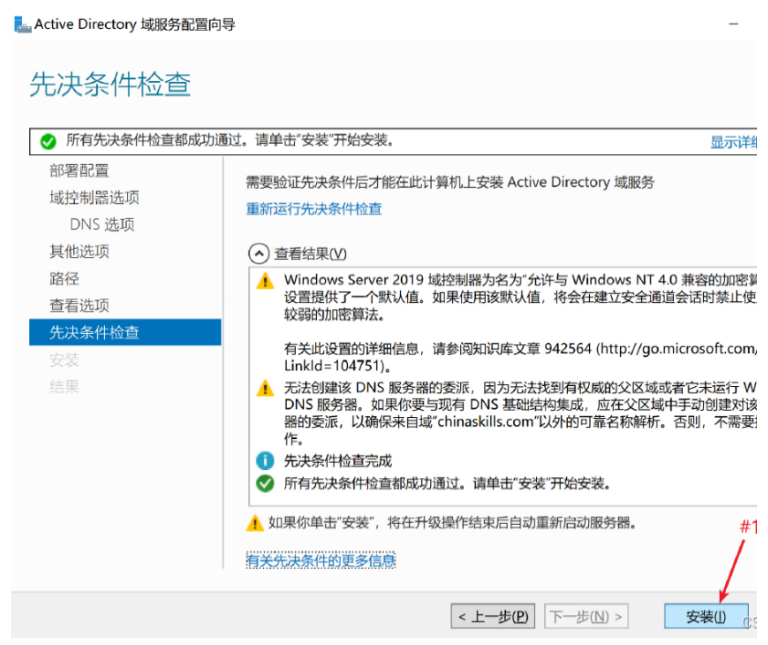 Active Directory 域服务配置向导
先决条件检查
所有先决条件检查都成功通过。请单击"安装"开始安装。
显示详细
部署配置
域控制器选项
DNS 选项
其他选项
路径
查看选项
先决条件检查
安装
结果
需要验证先决条件后才能在此计算机上安装 Active Directory 域服务
重新运行先决条件检查
查看结果(V)
Windows Server 2019 域控制器为名为"允许与 Windows NT 4.0 兼容的加密算
设置提供了一个默认值。如果使用该默认值，将会在建立安全通道会话时禁止使
较弱的加密算法。
有关此设置的详细信息，请参阅知识库文章 942564 (http://go.microsoft.com/
LinkId=104751)。
无法创建该 DNS 服务器的委派，因为无法找到有权威的父区域或者它未运行 W
DNS 服务器。如果你要与现有 DNS 基础结构集成，应在父区域中手动创建对该
器的委派，以确保来自域"chinaskills.com"以外的可靠名称解析。否则，不需要
作。
先决条件检查完成
所有先决条件检查都成功通过。请单击"安装"开始安装。
如果你单击"安装"，将在升级操作结束后自动重新启动服务器。
#1
有关先决条件的更多信息
< 上一步(P)
下一步(N) >
安装(I)
CS